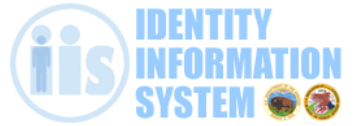 iis
IDENTITY
INFORMATION
SYSTEM